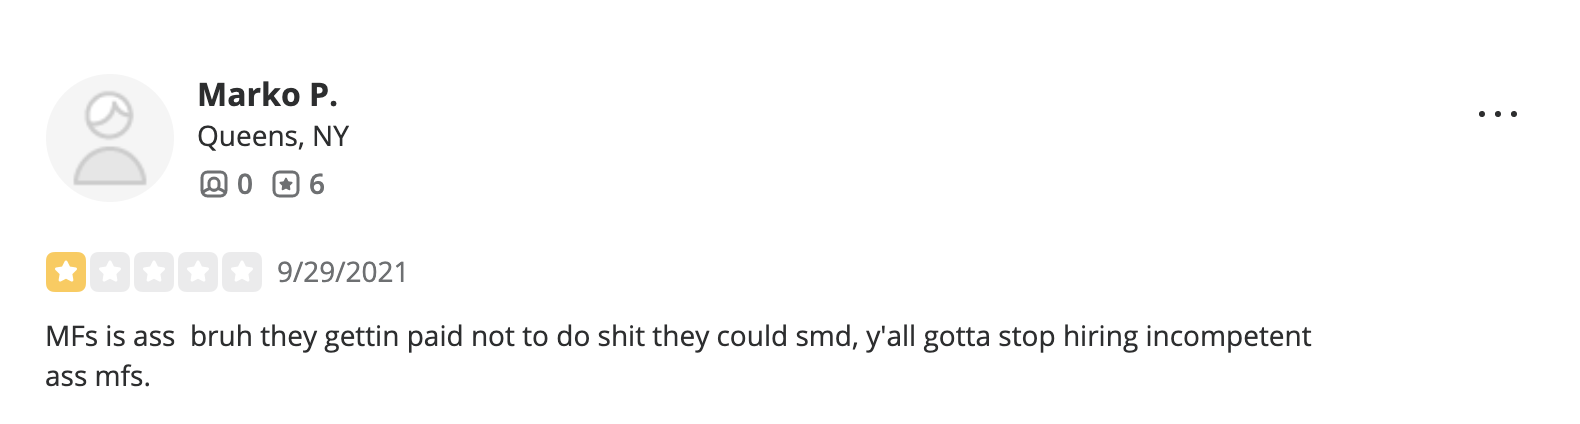 Marko P.
Queens, NY
0 6
9/29/2021
MFs is ass  bruh they gettin paid not to do shit they could smd, y'all gotta stop hiring incompetent
ass mfs.